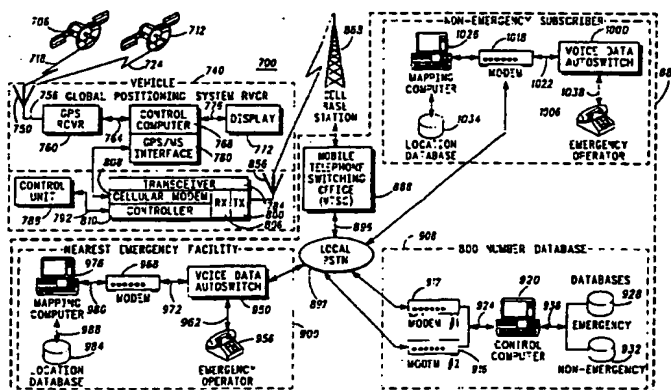 706
712
718
724
700
VEHICLE
740
GLOBAL POSITIONING SYSTEM RVCR
750
756
GPS
RCVR
760
764
CONTROL
COMPUTER
768
GPS/MS
INTERFACE
780
776
DISPLAY
772
808
856
CONTROL
UNIT
789
792
810
TRANSCEIVER
CELLULAR MODEM
CONTROLLER
RX
TX
784
800
806
863
CELL
BASE
STATION
MOBILE
TELEPHONE
SWITCHING
OFFICE
(MTSO)
888
896
LOCAL
PSTN
897
NON-EMERGENCY SUBSCRIBER
1026
MAPPING
COMPUTER
1018
MODEM
1022
1000
VOICE DATA
AUTOSWITCH
1038
1006
EMERGENCY
OPERATOR
1034
LOCATION
DATABASE
NEAREST EMERGENCY FACILITY
976
MAPPING
COMPUTER
980
968
MODEM
972
VOICE DATA
AUTOSWITCH
950
962
956
EMERGENCY
OPERATOR
988
984
LOCATION
DATABASE
900
908
800 NUMBER DATABASE
917
MODEM #1
924
920
CONTROL
COMPUTER
936
DATABASES
928
EMERGENCY
932
NON-EMERGENCY
MODEM #2
916